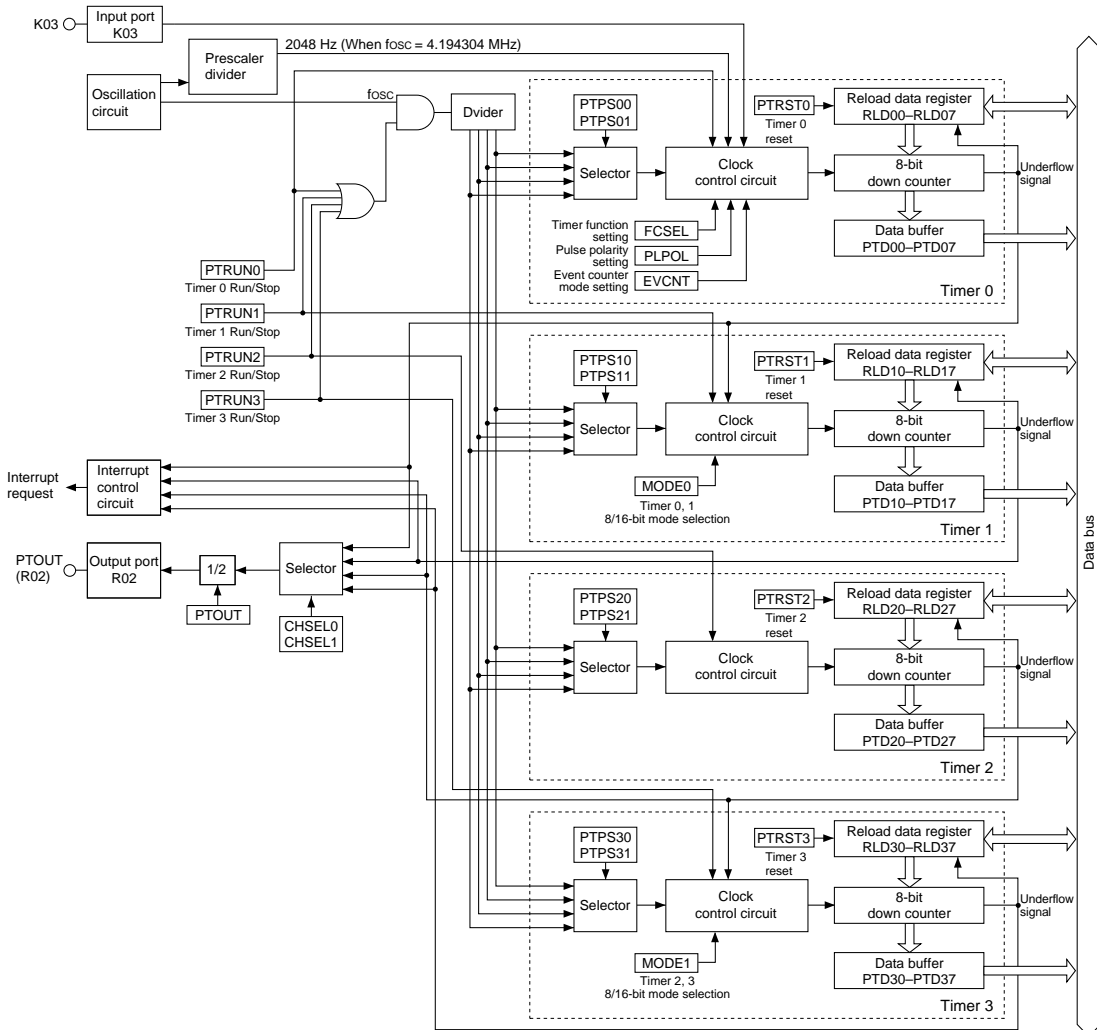 K03
Input port
K03
2048 Hz (When fosc = 4.194304 MHz)
Prescaler
divider
Oscillation
circuit
fosc
Dvider
PTPS00
PTPS01
Selector
PTRST0
Timer 0
reset
Clock
control circuit
Reload data register
RLD00–RLD07
8-bit
down counter
Underflow
signal
Data buffer
PTD00–PTD07
Timer function
setting
FCSEL
Pulse polarity
setting
PLPOL
Event counter
mode setting
EVCNT
Timer 0
PTRUN0
Timer 0 Run/Stop
PTRUN1
Timer 1 Run/Stop
PTRUN2
Timer 2 Run/Stop
PTRUN3
Timer 3 Run/Stop
PTPS10
PTPS11
Selector
PTRST1
Timer 1
reset
Clock
control circuit
Reload data register
RLD10–RLD17
8-bit
down counter
Underflow
signal
Data buffer
PTD10–PTD17
MODE0
Timer 0, 1
8/16-bit mode selection
Timer 1
Interrupt
request
Interrupt
control
circuit
PTOUT
(R02)
Output port
R02
1/2
PTOUT
Selector
CHSEL0
CHSEL1
Data bus
PTPS20
PTPS21
Selector
PTRST2
Timer 2
reset
Clock
control circuit
Reload data register
RLD20–RLD27
8-bit
down counter
Underflow
signal
Data buffer
PTD20–PTD27
Timer 2
PTPS30
PTPS31
Selector
PTRST3
Timer 3
reset
Clock
control circuit
Reload data register
RLD30–RLD37
8-bit
down counter
Underflow
signal
Data buffer
PTD30–PTD37
MODE1
Timer 2, 3
8/16-bit mode selection
Timer 3